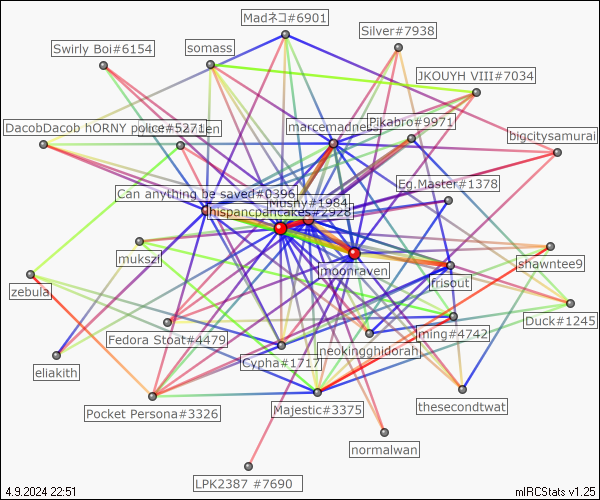 Madネコ#6901
Silver#7938
Swirly Boi#6154
somass
JKOUYH VIII#7034
DacobDacob hORNY police#5271
marcemadness
Pikabro#9971
bigcitysamurai
Can anything be saved#0396
Eg.Master#1378
Mushy#1984
hispancpancakes#2928
mukszi
moonraven
shawntee9
frisout
zebula
Duck#1245
Fedora Stoat#4479
ming#4742
neokingghidorah
Cypha#1717
eliakith
Pocket Persona#3326
Majestic#3375
thesecondtwat
normalwan
LPK2387 #7690
4.9.2024 22:51
mIRCStats v1.25